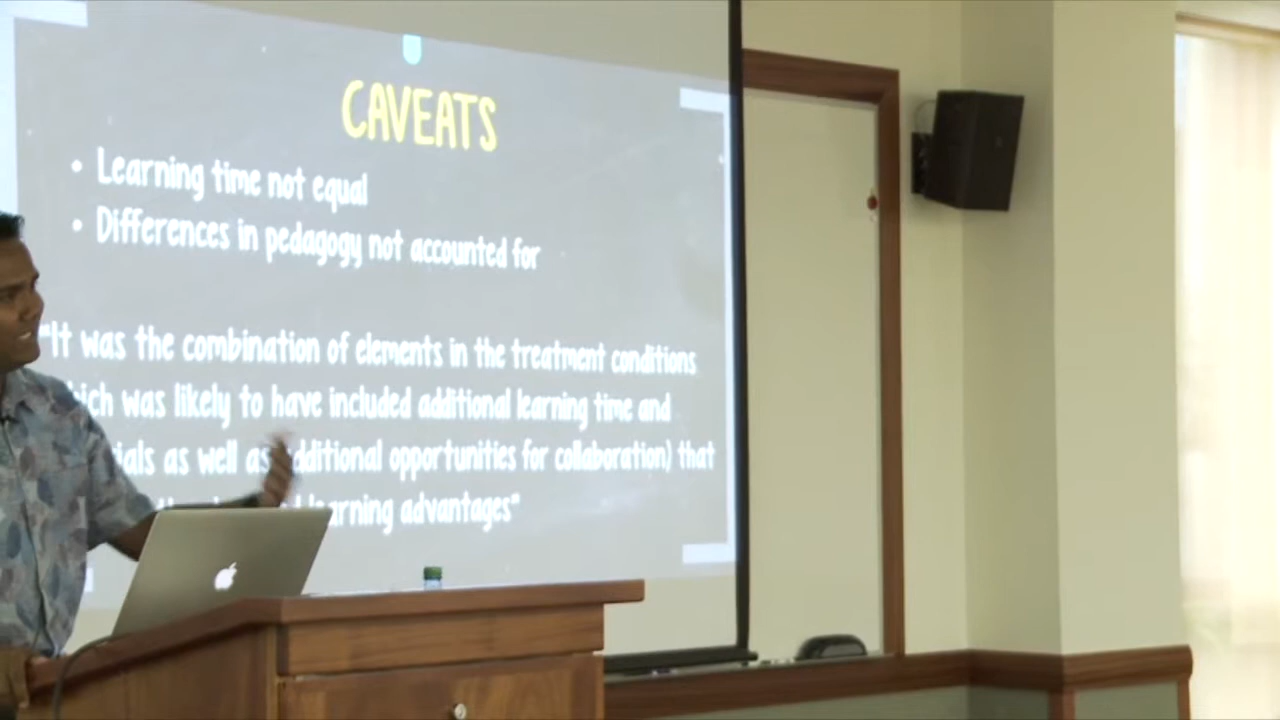 CAVEATS
• Learning time not equal
• Differences in pedagogy not accounted for
"It was the combination of elements in the treatment conditions
was likely to have included additional learning time and
as well as additional opportunities for collaboration) that
learning advantages"